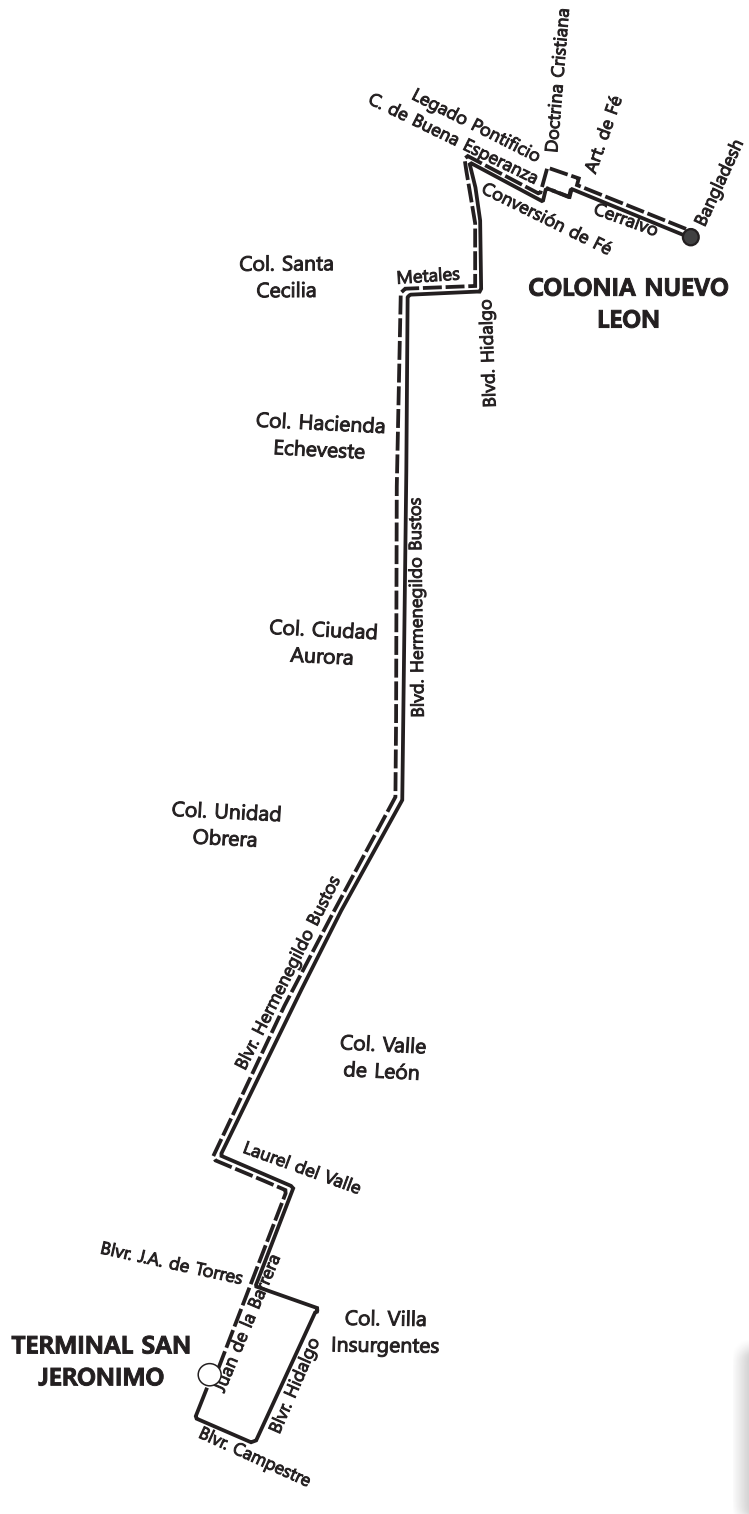 Doctrina Cristiana
Legado Pontificio
C. de Buena Esperanza
Art. de Fé
Bangladesh
Conversión de Fé
Cerralvo
COLONIA NUEVO
LEON
Col. Santa
Cecilia
Metales
Blvd. Hidalgo
Col. Hacienda
Echeveste
Blvd. Hermenegildo Bustos
Col. Ciudad
Aurora
Col. Unidad
Obrera
Blvr. Hermenegildo Bustos
Col. Valle
de León
Laurel del Valle
Blvr. J.A. de Torres
Juan de la Barrera
Col. Villa
Insurgentes
TERMINAL SAN
JERONIMO
Blvr. Hidalgo
Blvr. Campestre